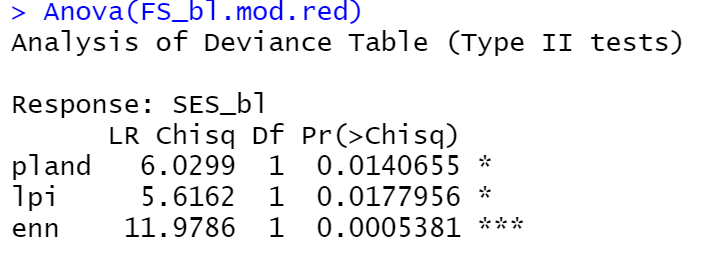 > Anova(FS_bl.mod.red)
Analysis of Deviance Table (Type II tests)
Response: SES_bl
LR Chisq Df Pr(>Chisq)
pland 6.0299 1 0.0140655 *
lpi 5.6162 1 0.0177956 *
enn 11.9786 1 0.0005381 ***